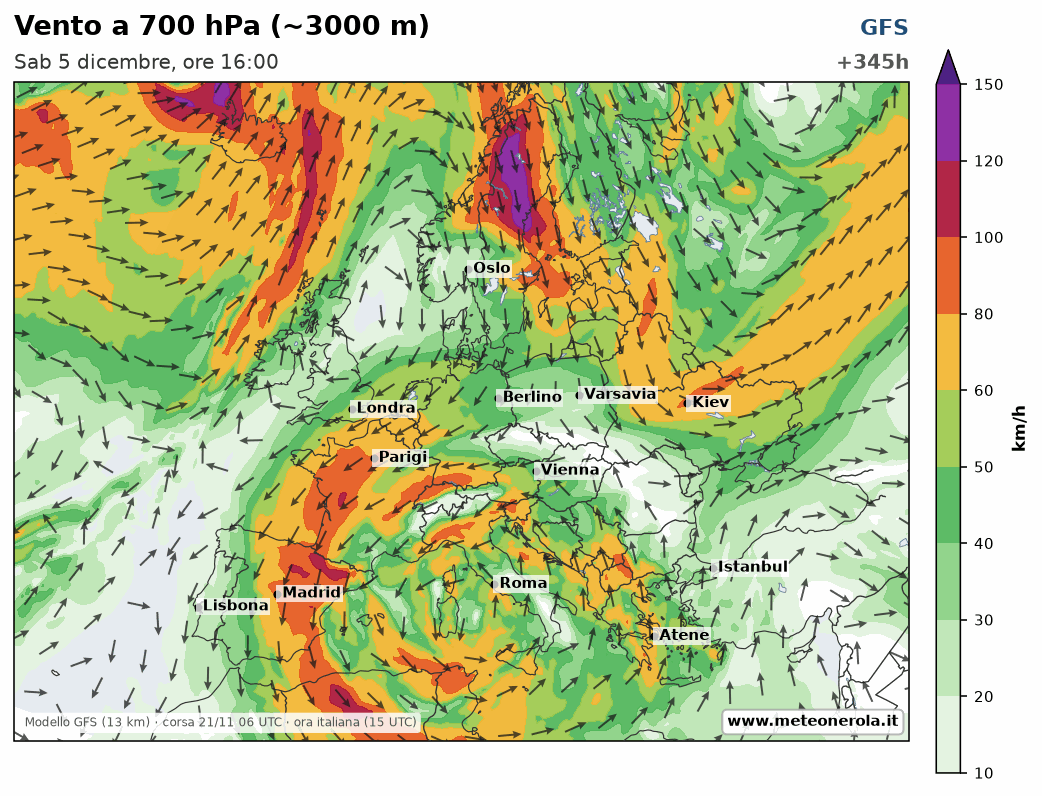 Vento a 700 hPa (~3000 m)
GFS
Sab 5 dicembre, ore 16:00
+345h
150
120
100
80
60
50
40
30
20
10
km/h
Oslo
Berlino
Varsavia
Kiev
Londra
Parigi
Vienna
Istanbul
Roma
Madrid
Lisbona
Atene
Modello GFS (13 km) · corsa 21/11 06 UTC · ora italiana (15 UTC)
www.meteonerola.it